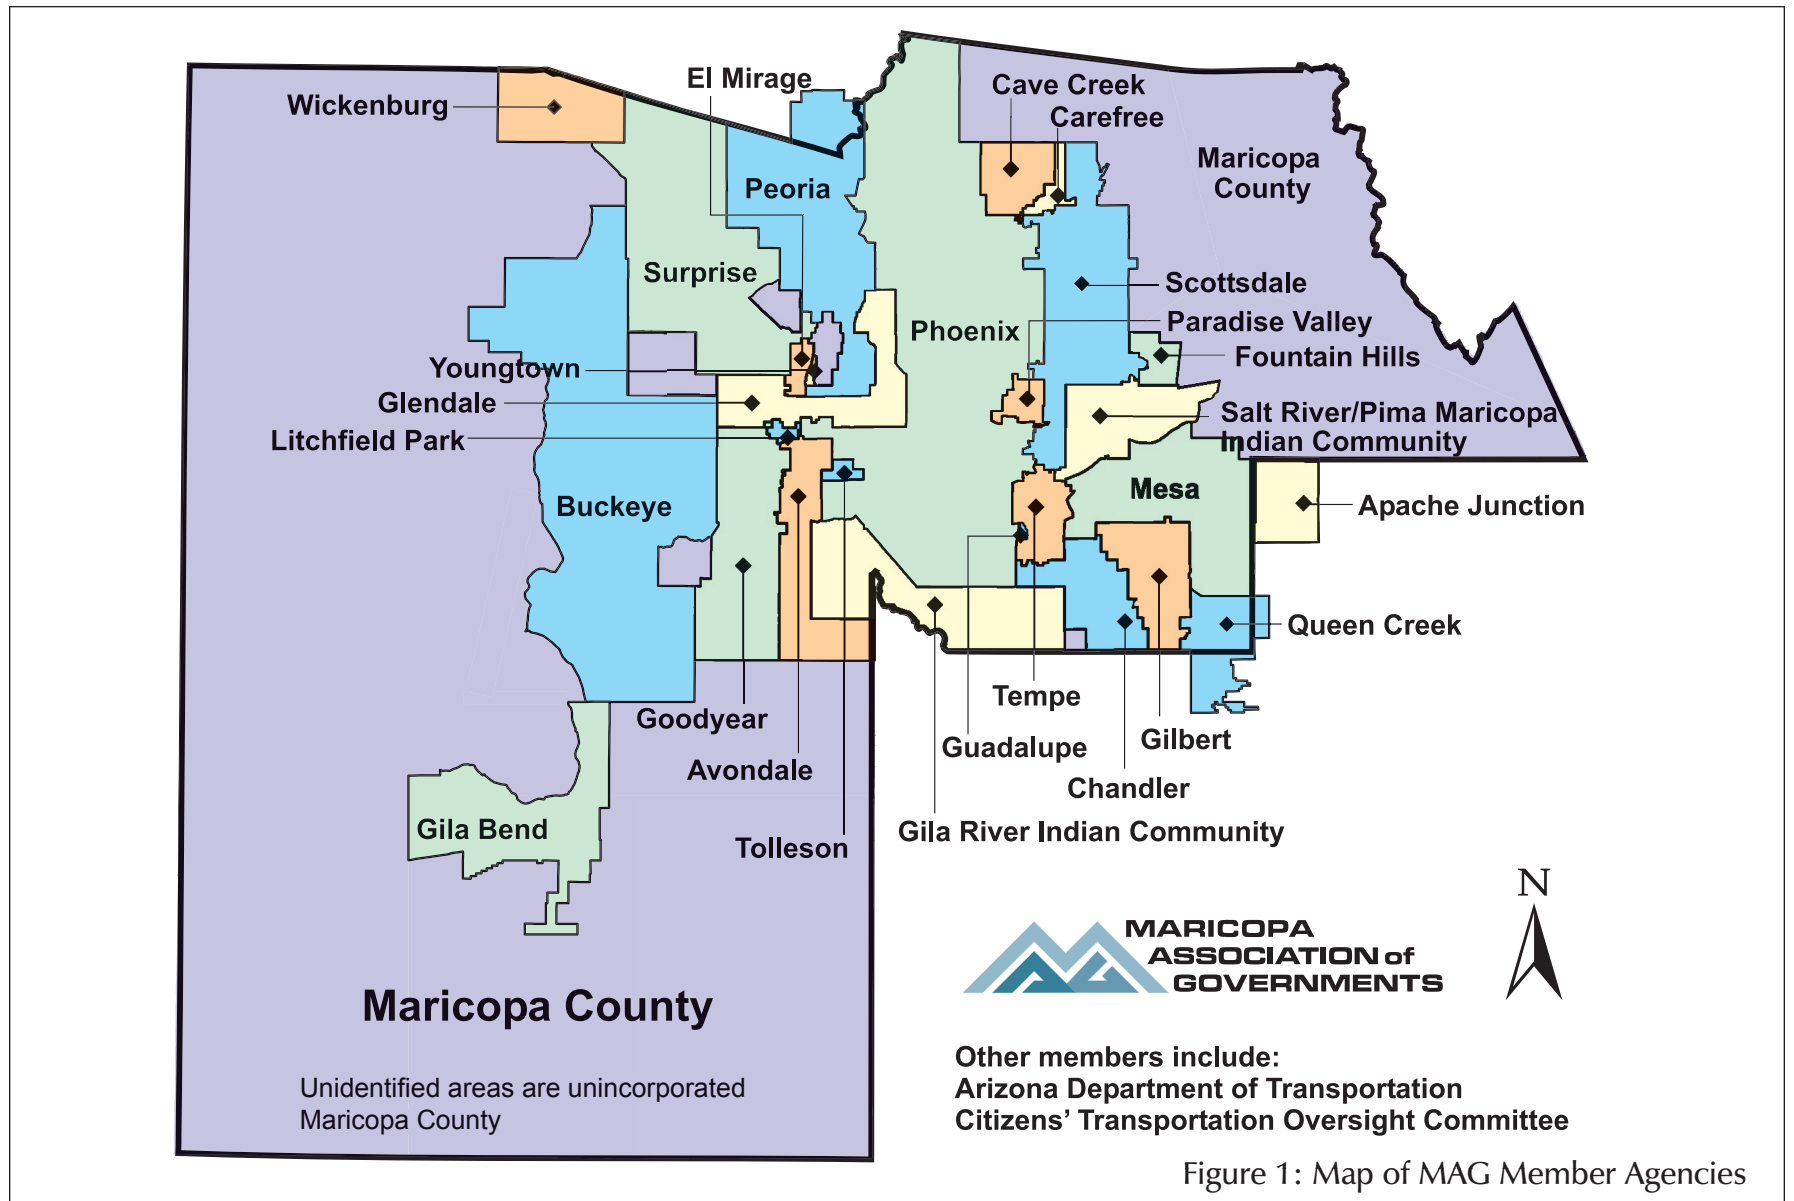 El Mirage
Wickenburg
Cave Creek
Carefree
Maricopa
County
Peoria
Surprise
Scottsdale
Phoenix
Paradise Valley
Fountain Hills
Youngtown
Glendale
Salt River/Pima Maricopa
Indian Community
Litchfield Park
Mesa
Buckeye
Apache Junction
Queen Creek
Tempe
Goodyear
Guadalupe
Gilbert
Avondale
Chandler
Gila Bend
Gila River Indian Community
Tolleson
N
MARICOPA
ASSOCIATION of
GOVERNMENTS
Maricopa County
Other members include:
Arizona Department of Transportation
Citizens’ Transportation Oversight Committee
Unidentified areas are unincorporated
Maricopa County
Figure 1: Map of MAG Member Agencies